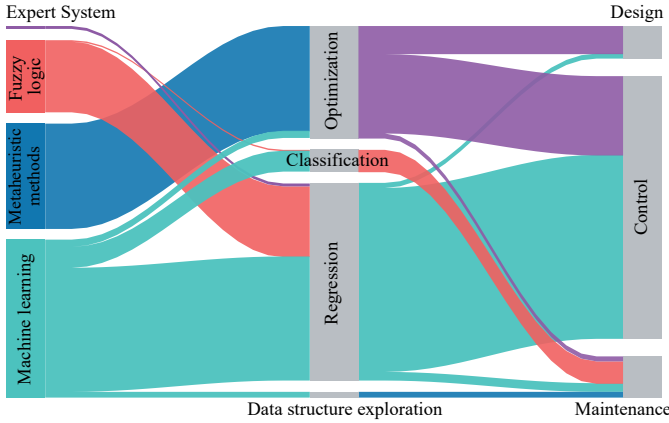 Expert System
Fuzzy
logic
Metaheuristic
methods
Machine learning
Optimization
Classification
Regression
Data structure exploration
Design
Control
Maintenance